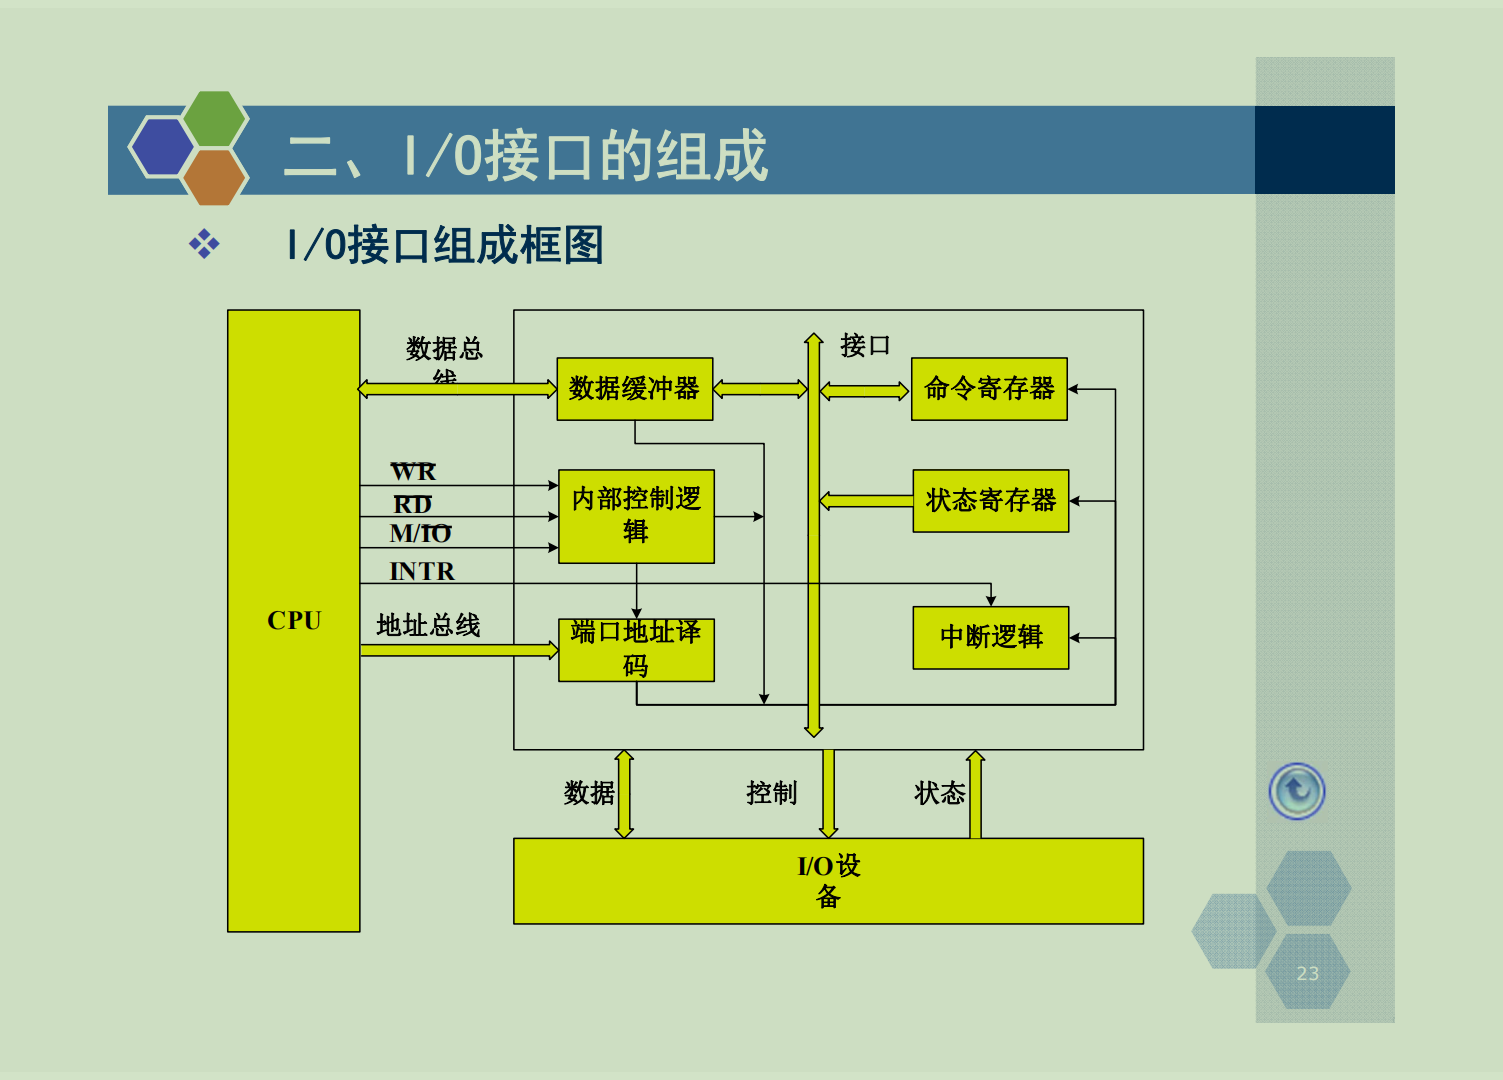 二、I/O接口的组成
I/O接口组成框图
数据总
线
接口
数据缓冲器
命令寄存器
WR
RD
M/IO
INTR
内部控制逻
辑
状态寄存器
CPU
地址总线
端口地址译
码
中断逻辑
数据
控制
状态
I/O设
备
23